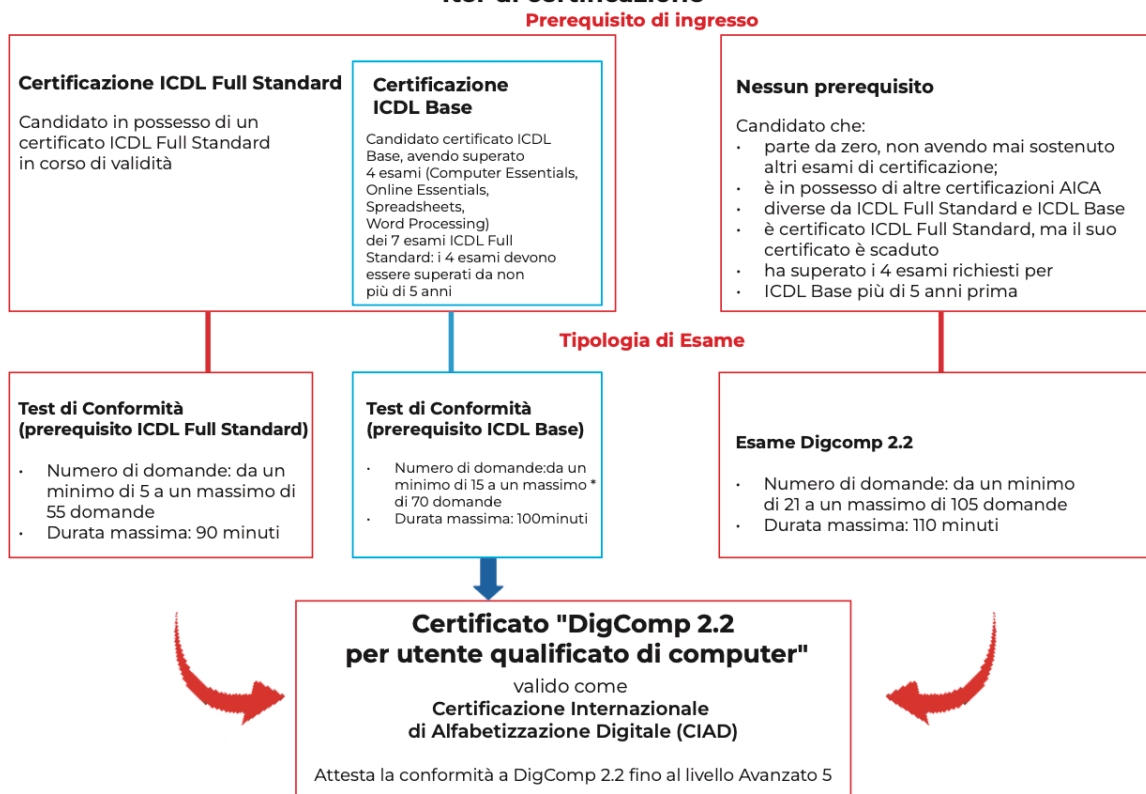 Iter di certificazione
Prerequisito di ingresso
Certificazione ICDL Full Standard
Candidato in possesso di un
certificato ICDL Full Standard
in corso di validità
Certificazione
ICDL Base
Candidato certificato ICDL
Base, avendo superato
4 esami (Computer Essentials,
Online Essentials,
Spreadsheets,
Word Processing)
dei 7 esami ICDL Full
Standard: i 4 esami devono
essere superati da non
più di 5 anni
Nessun prerequisito
Candidato che:
• parte da zero, non avendo mai sostenuto
altri esami di certificazione;
• è in possesso di altre certificazioni AICA
• diverse da ICDL Full Standard e ICDL Base
• è certificato ICDL Full Standard, ma il suo
certificato è scaduto
• ha superato i 4 esami richiesti per
• ICDL Base più di 5 anni prima
Tipologia di Esame
Test di Conformità
(prerequisito ICDL Full Standard)
• Numero di domande: da un
minimo di 5 a un massimo di
55 domande
• Durata massima: 90 minuti
Test di Conformità
(prerequisito ICDL Base)
• Numero di domande:da un
minimo di 15 a un massimo *
di 70 domande
• Durata massima: 100minuti
Esame Digcomp 2.2
• Numero di domande: da un minimo
di 21 a un massimo di 105 domande
• Durata massima: 110 minuti
Certificato "DigComp 2.2
per utente qualificato di computer"
valido come
Certificazione Internazionale
di Alfabetizzazione Digitale (CIAD)
Attesta la conformità a DigComp 2.2 fino al livello Avanzato 5